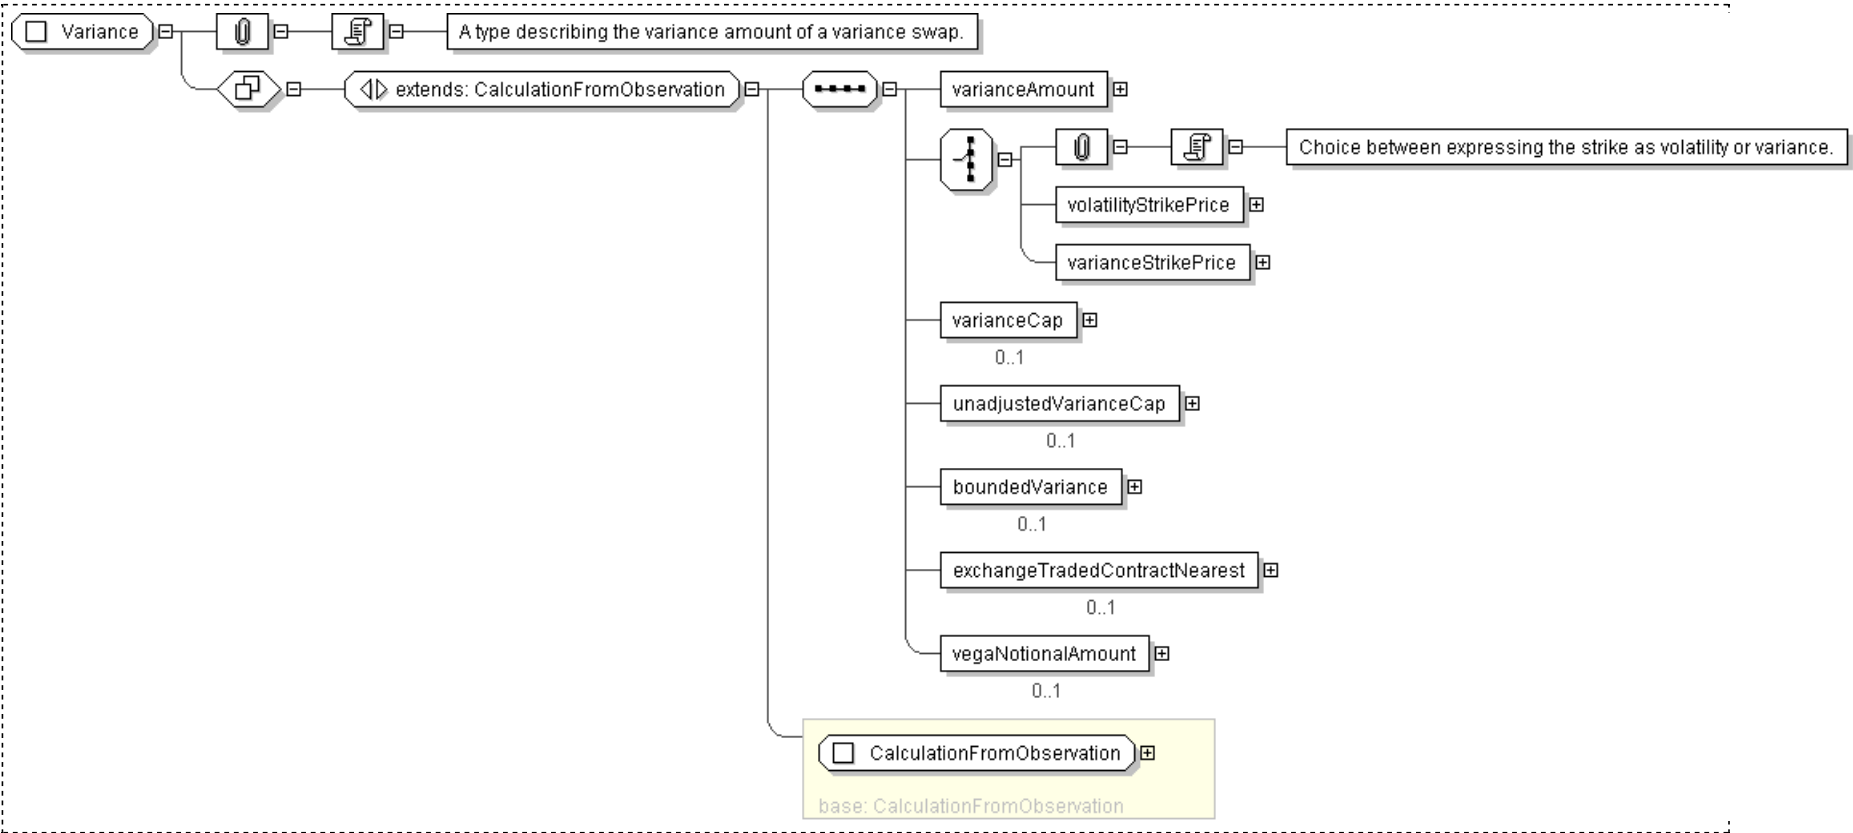 Variance
A type describing the variance amount of a variance swap.
extends: CalculationFromObservation
varianceAmount
Choice between expressing the strike as volatility or variance.
volatilityStrikePrice
varianceStrikePrice
varianceCap
0..1
unadjustedVarianceCap
0..1
boundedVariance
0..1
exchangeTradedContractNearest
0..1
vegaNotionalAmount
0..1
CalculationFromObservation
base: CalculationFromObservation